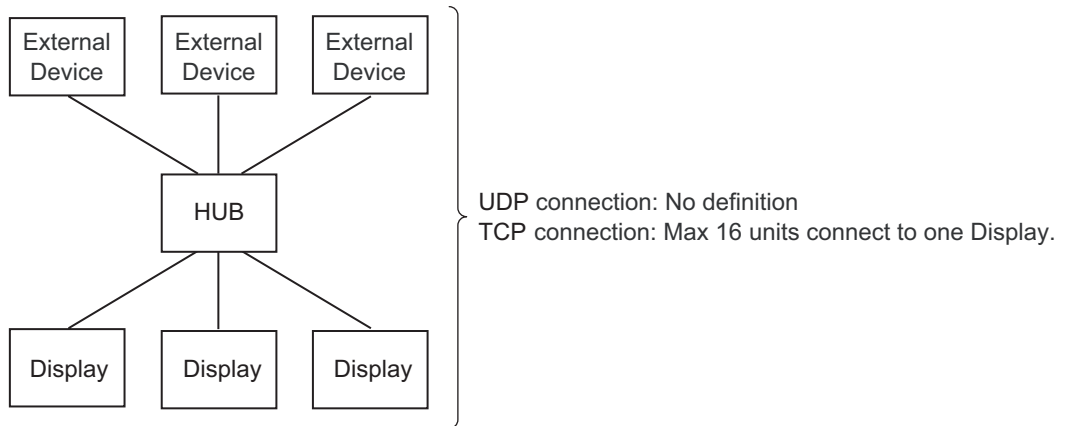 External
Device
External
Device
External
Device
HUB
UDP connection: No definition
TCP connection: Max 16 units connect to one Display.
Display
Display
Display